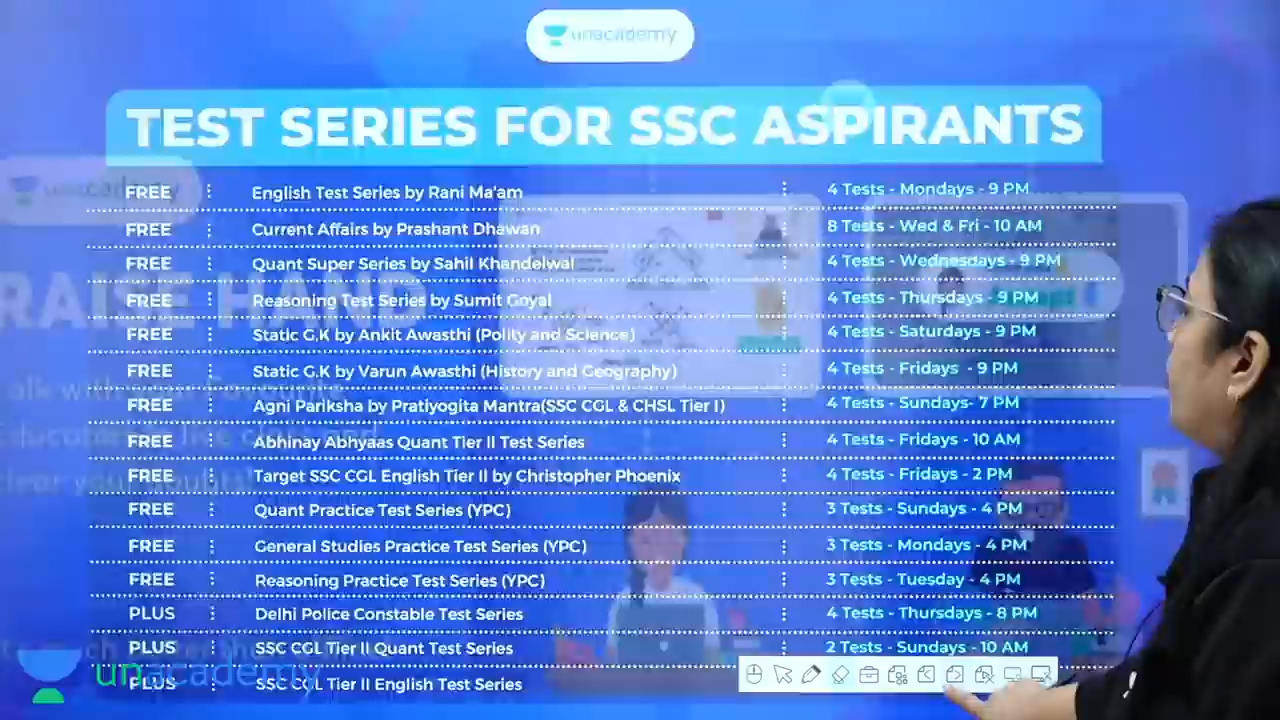 unacademy
TEST SERIES FOR SSC ASPIRANTS
FREE : English Test Series by Rani Ma'am : 4 Tests - Mondays - 9 PM
FREE : Current Affairs by Prashant Dhawan : 8 Tests - Wed & Fri - 10 AM
FREE : Quant Super Series by Sahil Khandelwal : 4 Tests - Wednesdays - 9 PM
FREE : Reasoning Test Series by Sumit Goyal : 4 Tests - Thursdays - 9 PM
FREE : Static G.K by Ankit Awasthi (Polity and Science) : 4 Tests - Saturdays - 9 PM
FREE : Static G.K by Varun Awasthi (History and Geography) : 4 Tests - Fridays - 9 PM
FREE : Agni Pariksha by Pratiyogita Mantra(SSC CGL & CHSL Tier I) : 4 Tests - Sundays- 7 PM
FREE : Abhinay Abhyaas Quant Tier II Test Series : 4 Tests - Fridays - 10 AM
FREE : Target SSC CGL English Tier II by Christopher Phoenix : 4 Tests - Fridays - 2 PM
FREE : Quant Practice Test Series (YPC) : 3 Tests - Sundays - 4 PM
FREE : General Studies Practice Test Series (YPC) : 3 Tests - Mondays - 4 PM
FREE : Reasoning Practice Test Series (YPC) : 3 Tests - Tuesday - 4 PM
PLUS : Delhi Police Constable Test Series : 4 Tests - Thursdays - 8 PM
PLUS : SSC CGL Tier II Quant Test Series : 2 Tests - Sundays - 10 AM
PLUS : SSC CGL Tier II English Test Series
unacademy
unacademy
RAISE HAND